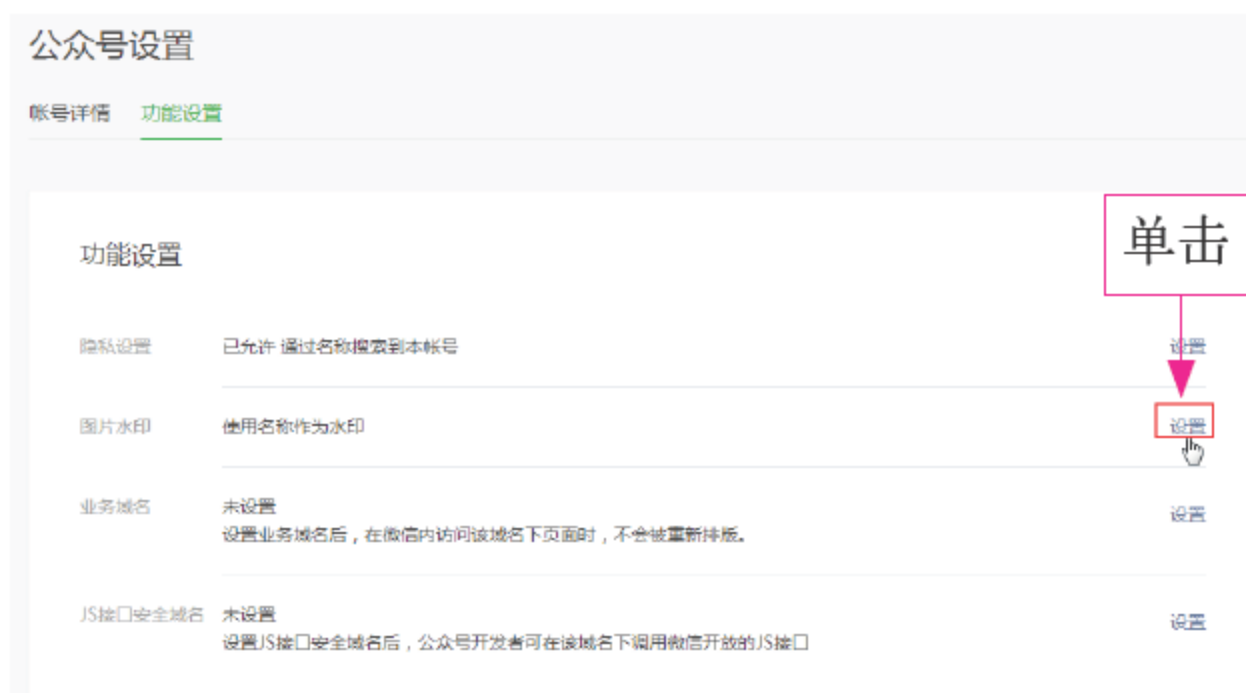 公众号设置
帐号详情 功能设置
单击
功能设置
隐私设置 已允许 通过名称搜索到本帐号 设置
图片水印 使用名称作为水印 设置
业务域名 未设置 设置
设置业务域名后，在微信内访问该域名下页面时，不会被重新排版。
JS接口安全域名 未设置 设置
设置JS接口安全域名后，公众号开发者可在该域名下调用微信开放的JS接口